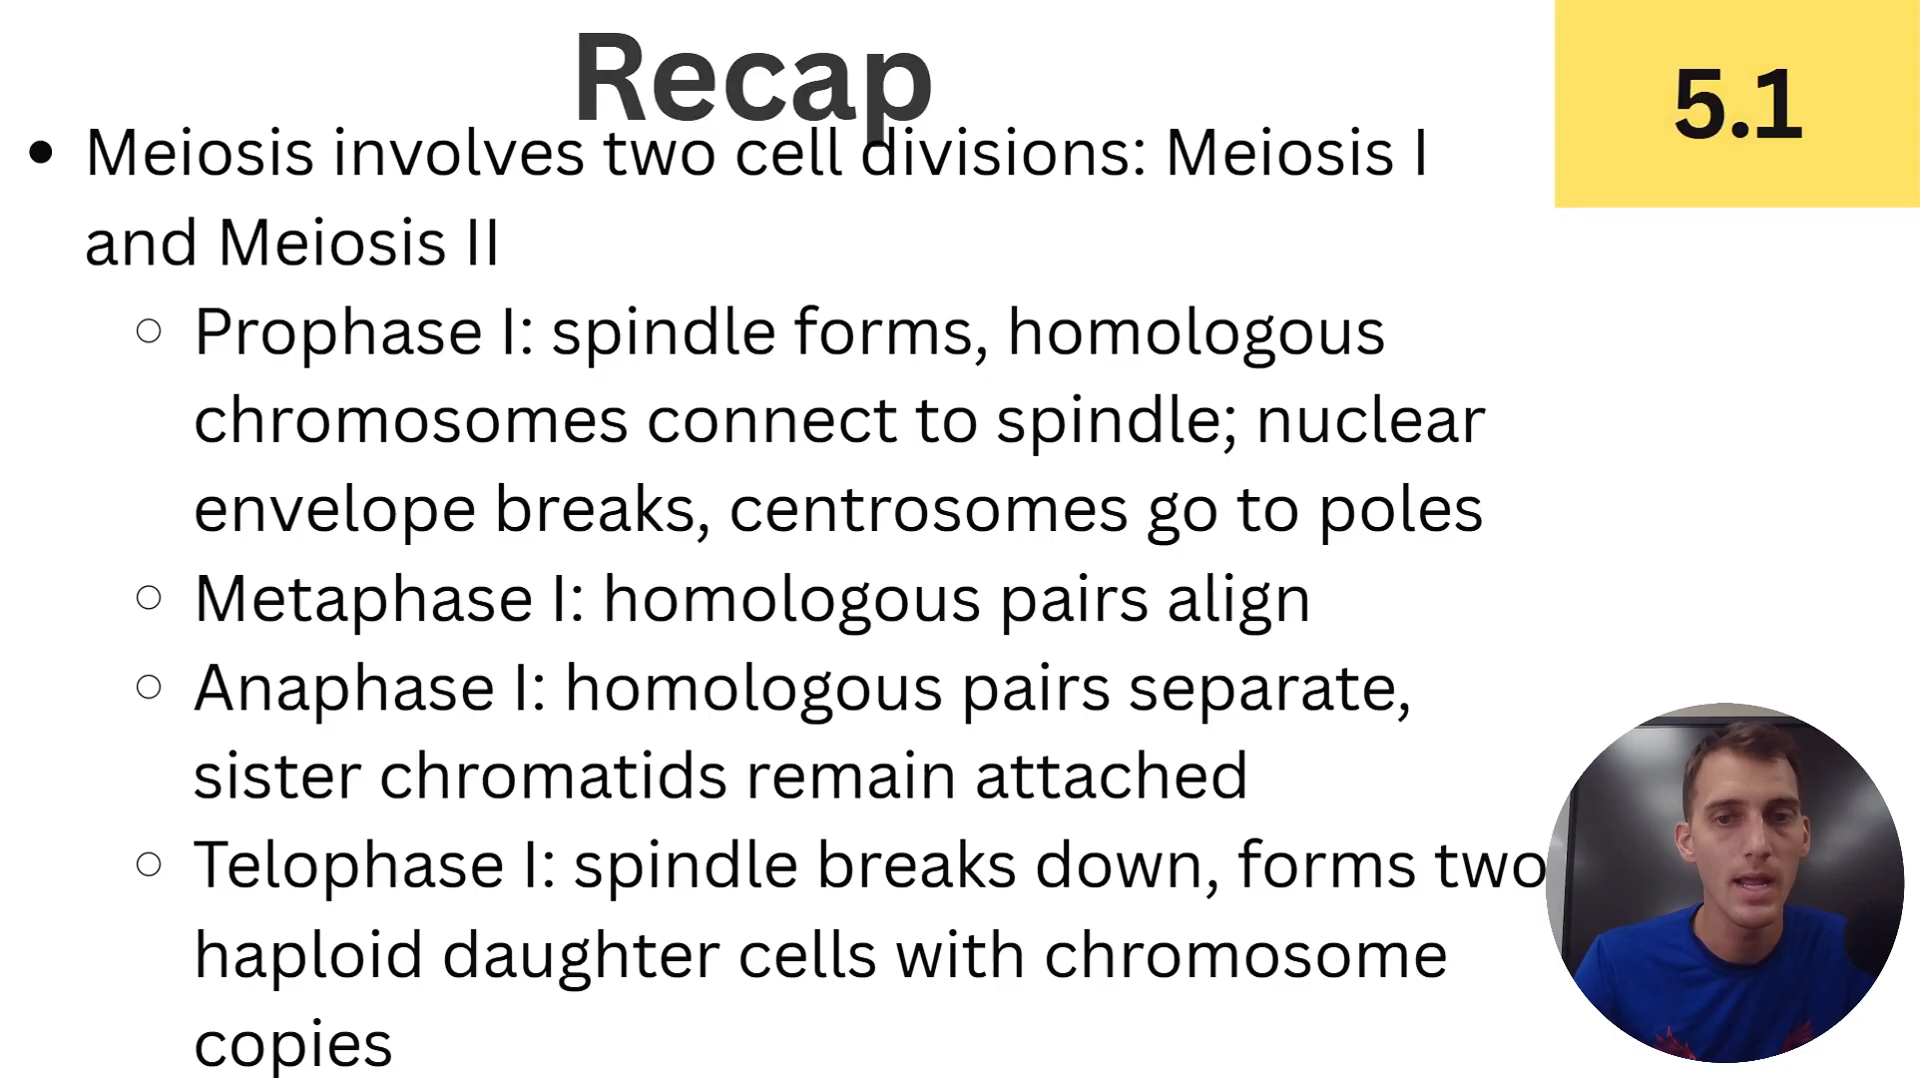 Recap
5.1
• Meiosis involves two cell divisions: Meiosis I
and Meiosis II
○ Prophase I: spindle forms, homologous
chromosomes connect to spindle; nuclear
envelope breaks, centrosomes go to poles
○ Metaphase I: homologous pairs align
○ Anaphase I: homologous pairs separate,
sister chromatids remain attached
○ Telophase I: spindle breaks down, forms two
haploid daughter cells with chromosome
copies